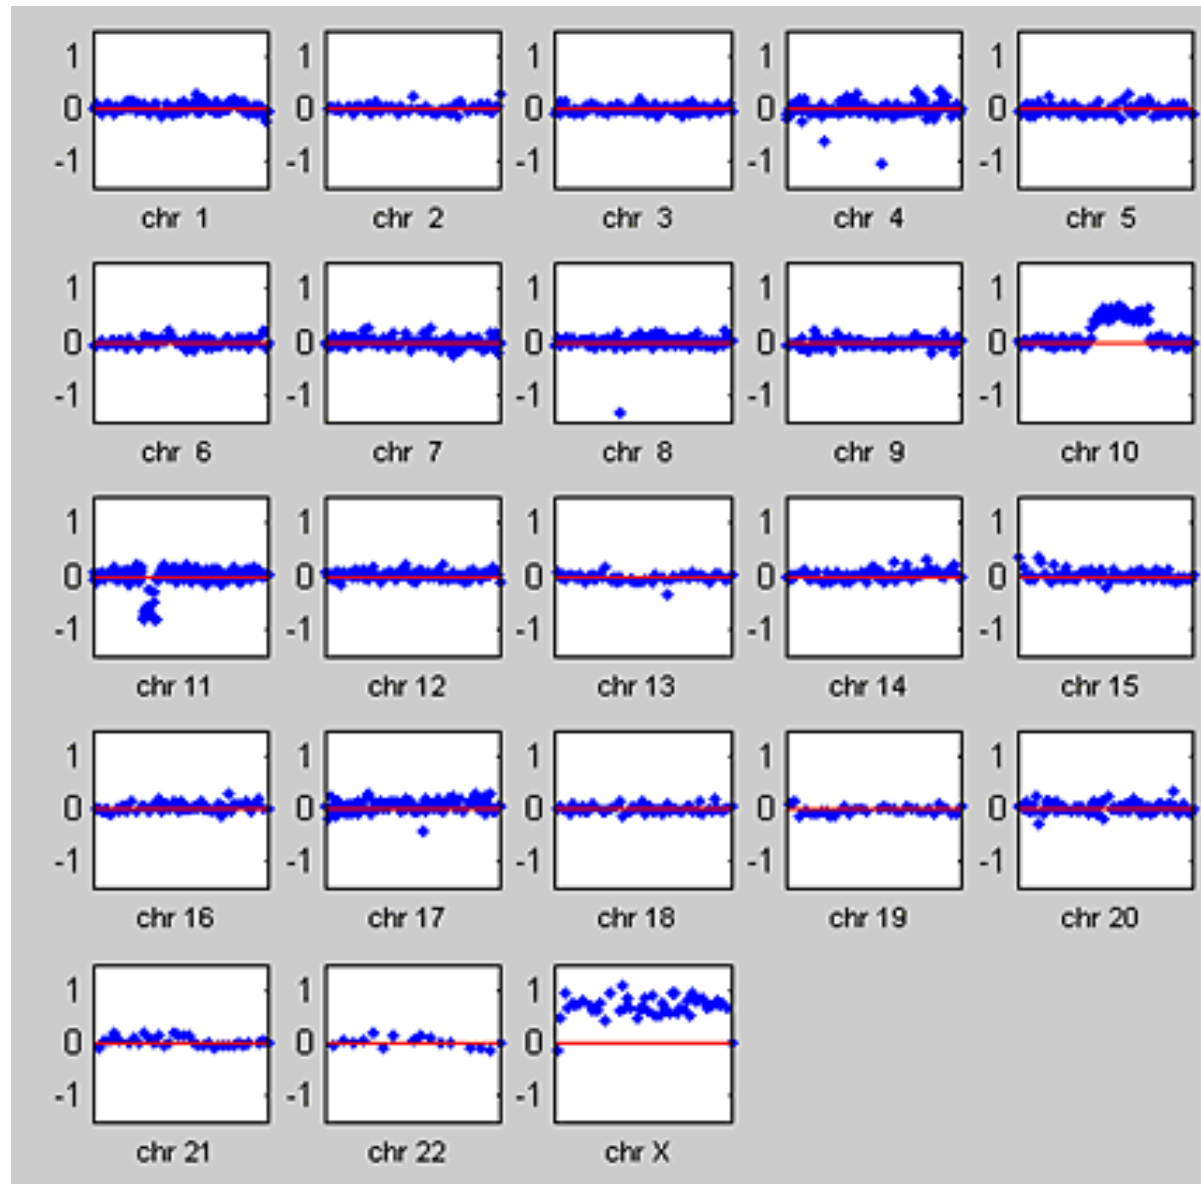 1 1 1 1 1
0 0 0 0 0
-1 -1 -1 -1 -1
chr 1 chr 2 chr 3 chr 4 chr 5
1 1 1 1 1
0 0 0 0 0
-1 -1 -1 -1 -1
chr 6 chr 7 chr 8 chr 9 chr 10
1 1 1 1 1
0 0 0 0 0
-1 -1 -1 -1 -1
chr 11 chr 12 chr 13 chr 14 chr 15
1 1 1 1 1
0 0 0 0 0
-1 -1 -1 -1 -1
chr 16 chr 17 chr 18 chr 19 chr 20
1 1 1
0 0 0
-1 -1 -1
chr 21 chr 22 chr X